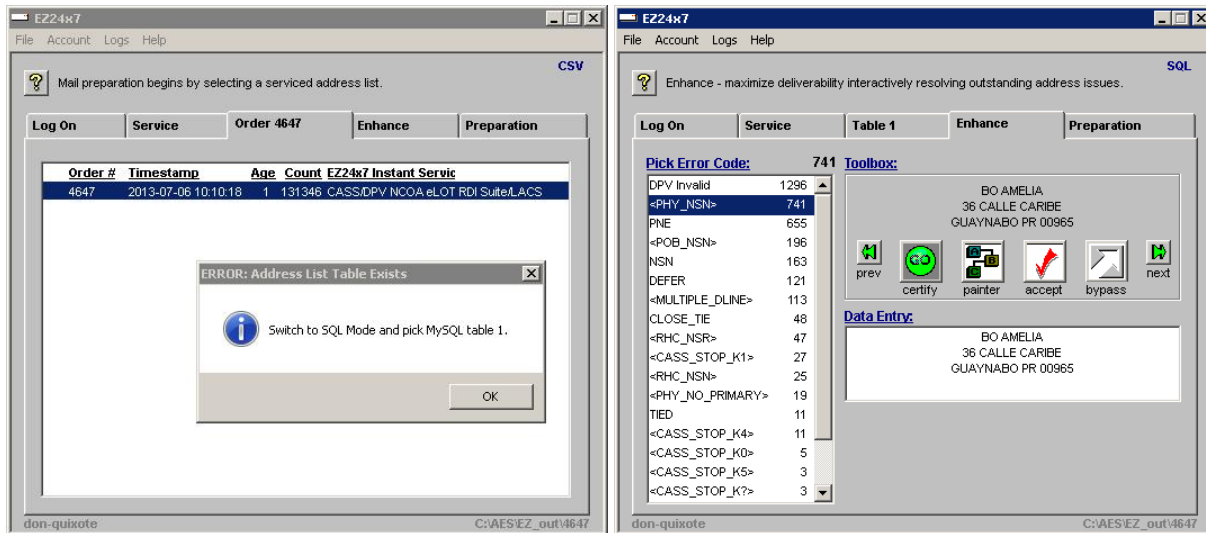 EZ24x7
File Account Logs Help
CSV
Mail preparation begins by selecting a serviced address list.
Log On Service Order 4647 Enhance Preparation
Order # Timestamp Age Count EZ24x7 Instant Servic
4647 2013-07-06 10:10:18 1 131346 CASS/DPV NCOA eLOT RDI Suite/LACS
ERROR: Address List Table Exists
Switch to SQL Mode and pick MySQL table 1.
OK
don-quixote C:\AES\EZ_out\4647
EZ24x7
File Account Logs Help
SQL
Enhance - maximize deliverability interactively resolving outstanding address issues.
Log On Service Table 1 Enhance Preparation
Pick Error Code: 741
DPV Invalid 1296
<PHY_NSN> 741
PNE 655
<POB_NSN> 196
NSN 163
DEFER 121
<MULTIPLE_DLINE> 113
CLOSE_TIE 48
<RHC_NSR> 47
<CASS_STOP_K1> 27
<RHC_NSN> 25
<PHY_NO_PRIMARY> 19
TIED 11
<CASS_STOP_K4> 11
<CASS_STOP_K0> 5
<CASS_STOP_K5> 3
<CASS_STOP_K?> 3
Toolbox:
BO AMELIA
36 CALLE CARIBE
GUAYNABO PR 00965
GO
A B C
prev certify painter accept bypass next
Data Entry:
BO AMELIA
36 CALLE CARIBE
GUAYNABO PR 00965
don-quixote C:\AES\EZ_out\4647